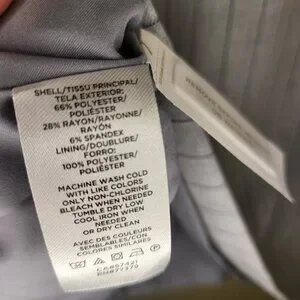 SHELL/TISSU PRINCIPAL/
TELA EXTERIOR:
66% POLYESTER/
POLIÉSTER
28% RAYON/RAYONNE/
RAYÓN
6% SPANDEX
LINING/DOUBLURE/
FORRO:
100% POLYESTER/
POLIÉSTER
MACHINE WASH COLD
WITH LIKE COLORS
ONLY NON-CHLORINE
BLEACH WHEN NEEDED
TUMBLE DRY LOW
COOL IRON WHEN
NEEDED
OR DRY CLEAN
AVEC DES COULEURS
SEMBLABLES/CON
COLORES SIMILARES
CA857421
RN977379